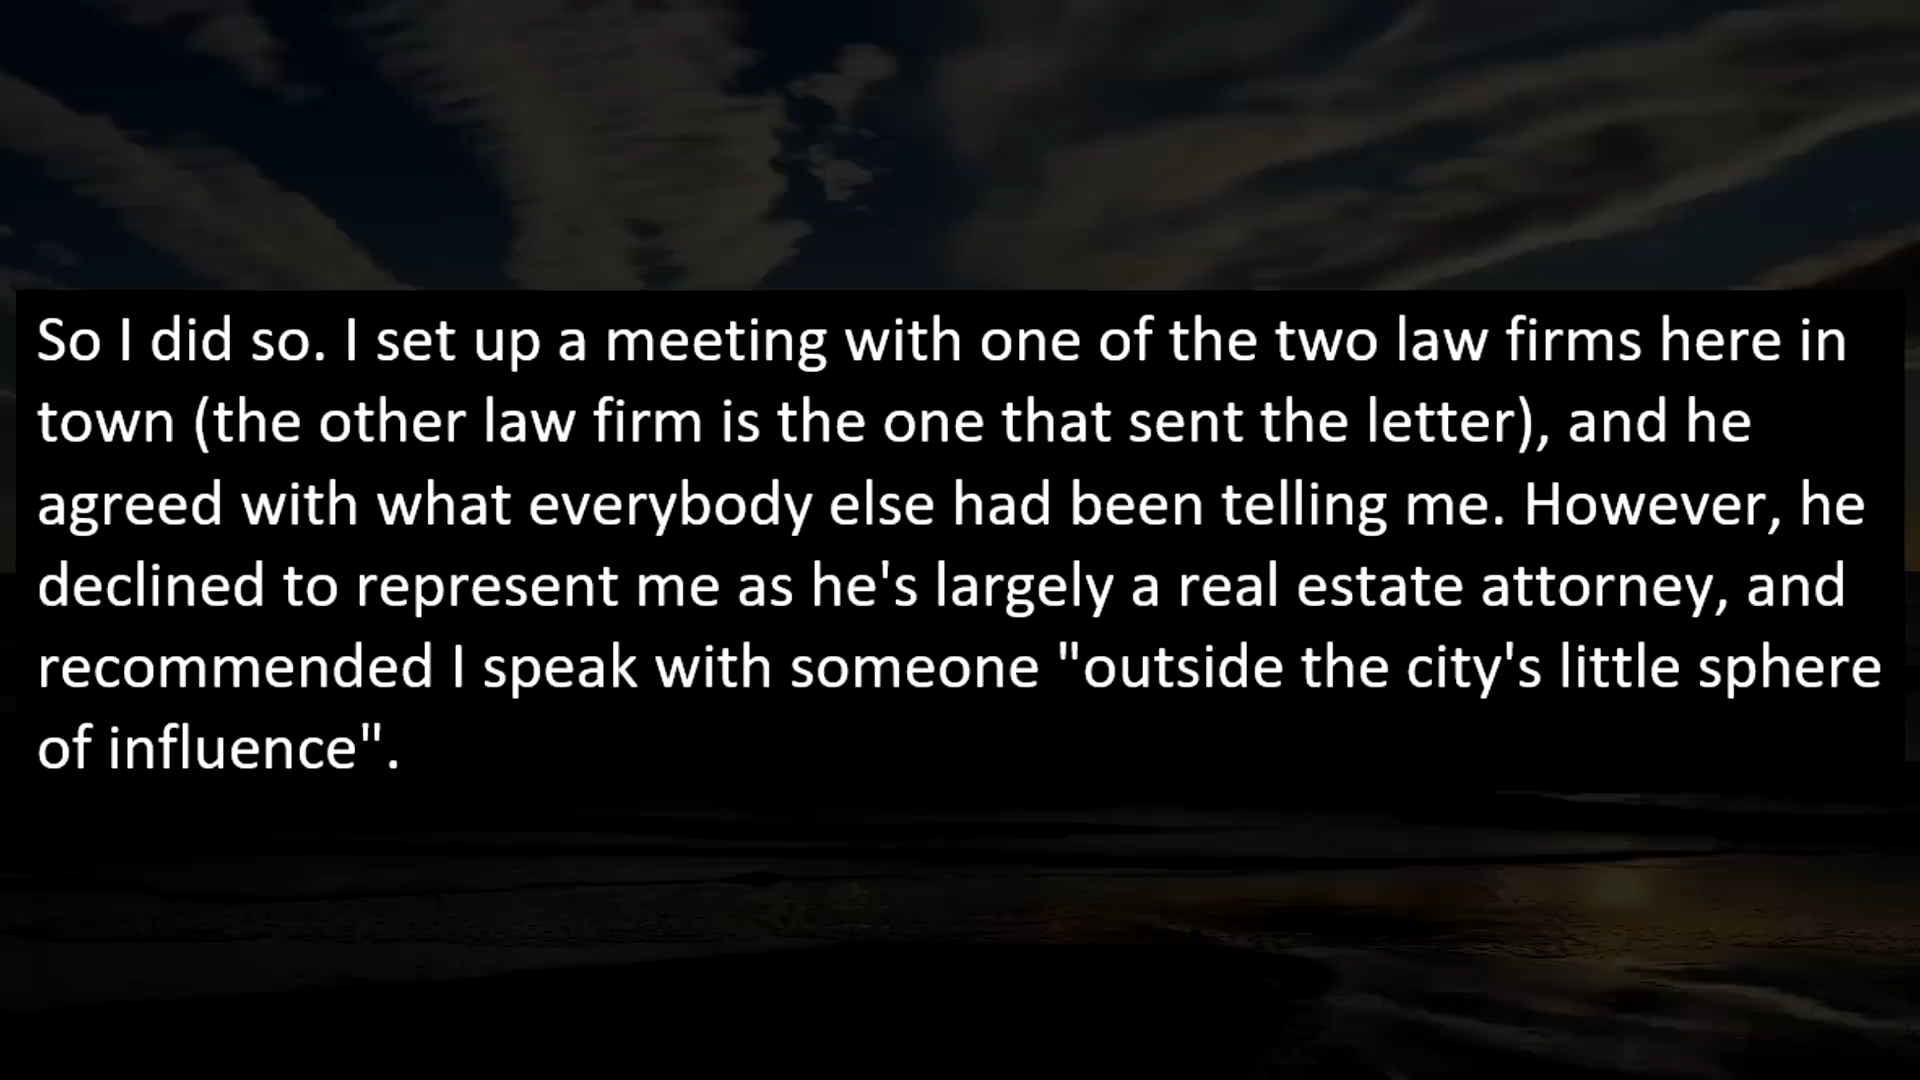 So I did so. I set up a meeting with one of the two law firms here in
town (the other law firm is the one that sent the letter), and he
agreed with what everybody else had been telling me. However, he
declined to represent me as he's largely a real estate attorney, and
recommended I speak with someone "outside the city's little sphere
of influence".